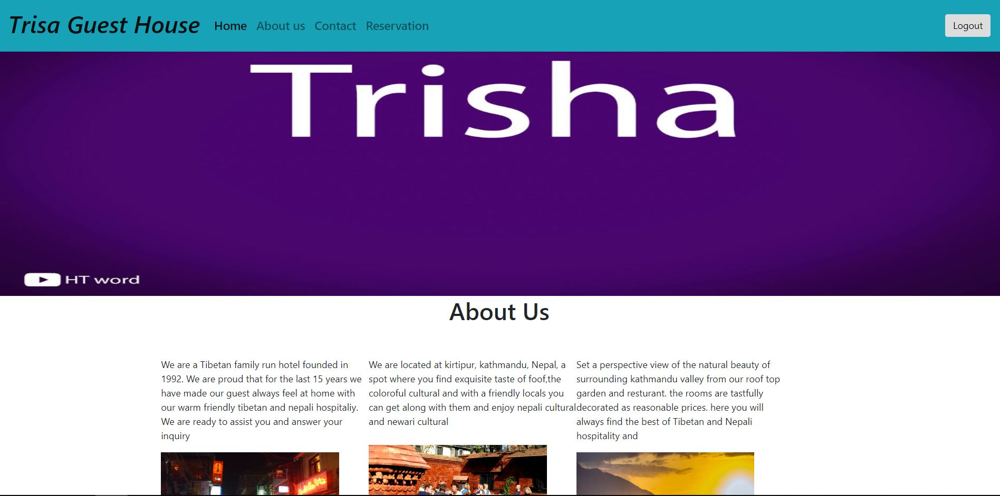 Trisa Guest House Home About us Contact Reservation Logout
Trisha
HT word
About Us
We are a Tibetan family run hotel founded in
1992. We are proud that for the last 15 years we
have made our guest always feel at home with
our warm friendly tibetan and nepali hospitaliy.
We are ready to assist you and answer your
inquiry
We are located at kirtipur, kathmandu, Nepal, a
spot where you find exquisite taste of foof,the
coloroful cultural and with a friendly locals you
can get along with them and enjoy nepali cultural
and newari cultural
Set a perspective view of the natural beauty of
surrounding kathmandu valley from our roof top
garden and resturant. the rooms are tastfully
decorated as reasonable prices. here you will
always find the best of Tibetan and Nepali
hospitality and